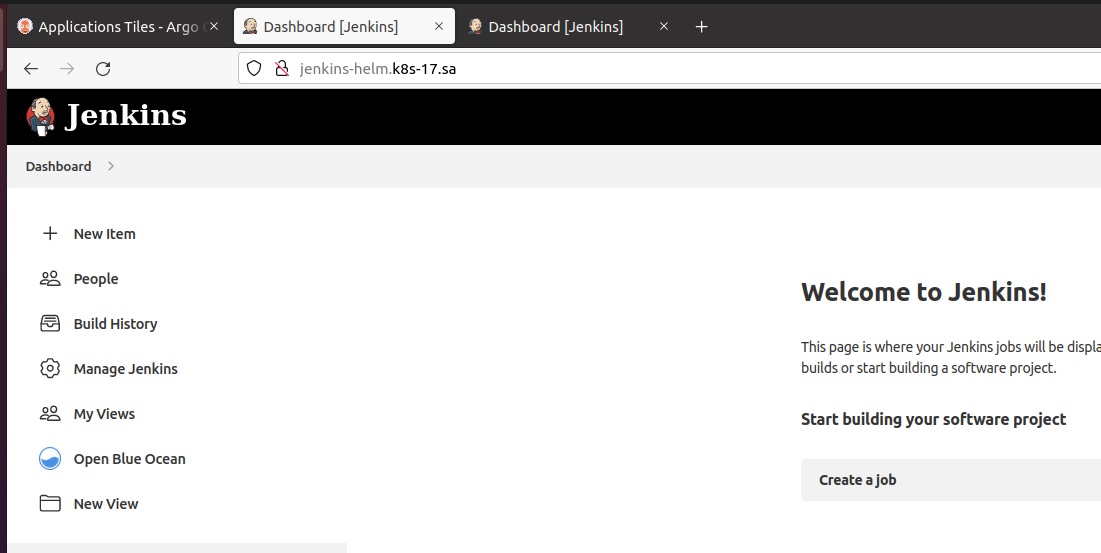 Applications Tiles - Argo
Dashboard [Jenkins]
Dashboard [Jenkins]
jenkins-helm.k8s-17.sa
Jenkins
Dashboard
New Item
People
Build History
Manage Jenkins
My Views
Open Blue Ocean
New View
Welcome to Jenkins!
This page is where your Jenkins jobs will be
builds or start building a software project.
Start building your software project
Create a job